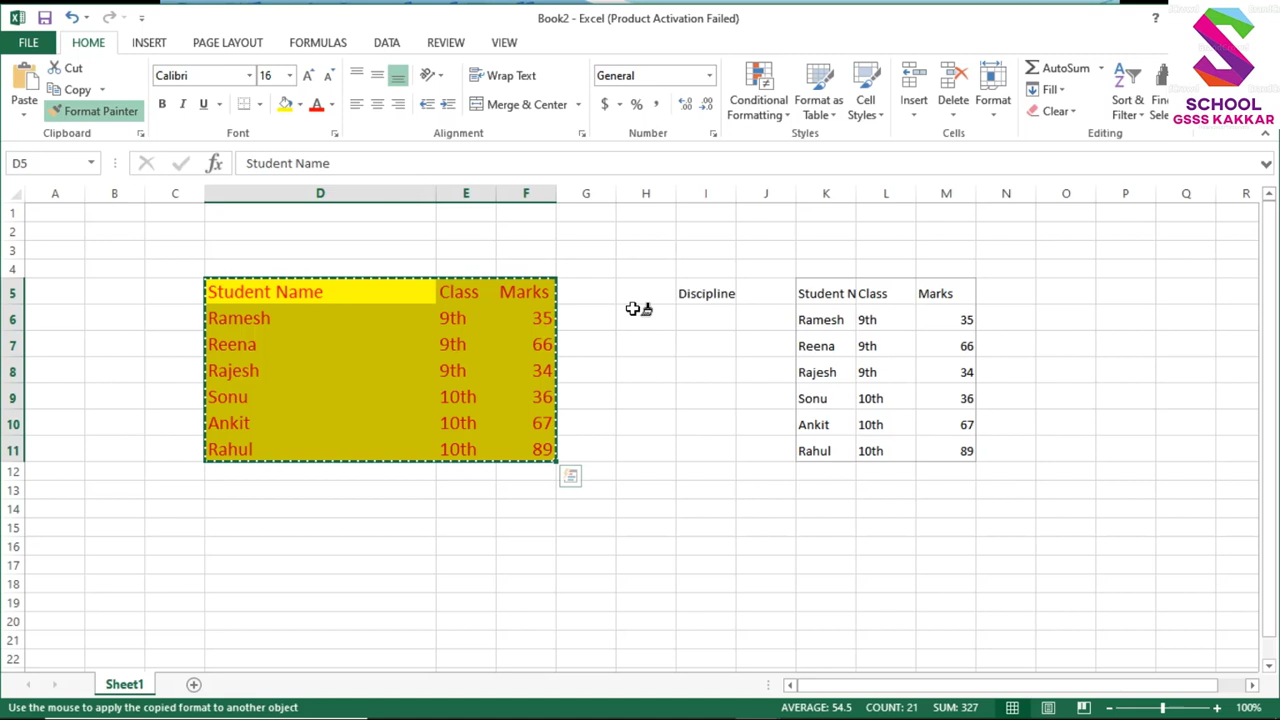 Book2 - Excel (Product Activation Failed)
?
FILE HOME INSERT PAGE LAYOUT FORMULAS DATA REVIEW VIEW
SCHOOL
GSSS KAKKAR
Paste
Cut
Copy
Format Painter
Clipboard
Calibri 16
B I U A
Font
Wrap Text
Merge & Center
Alignment
General
$ % ,
Number
Conditional Formatting
Format as Table
Cell Styles
Styles
Insert
Delete
Format
Cells
AutoSum
Fill
Clear
Sort & Filter
Editing
D5 fx Student Name
A B C D E F G H I J K L M N O P Q R
1
2
3
4
5 Student Name Class Marks Discipline Student N Class Marks
6 Ramesh 9th 35 Ramesh 9th 35
7 Reena 9th 66 Reena 9th 66
8 Rajesh 9th 34 Rajesh 9th 34
9 Sonu 10th 36 Sonu 10th 36
10 Ankit 10th 67 Ankit 10th 67
11 Rahul 10th 89 Rahul 10th 89
12
13
14
15
16
17
18
19
20
21
22
Sheet1
Use the mouse to apply the copied format to another object AVERAGE: 54.5 COUNT: 21 SUM: 327 100%